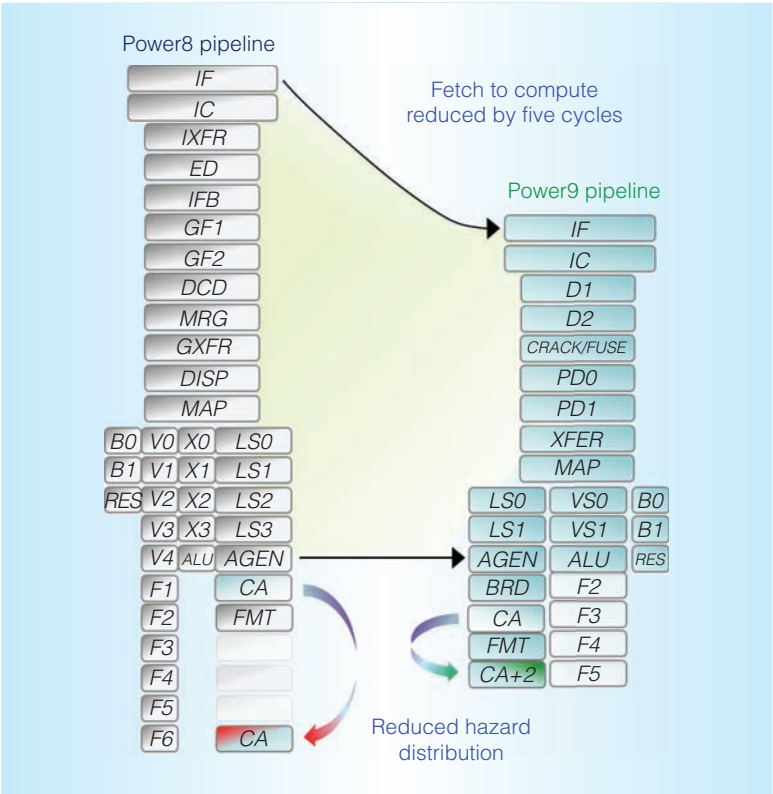 Power8 pipeline
IF
IC
IXFR
ED
IFB
GF1
GF2
DCD
MRG
GXFR
DISP
MAP
B0 V0 X0 LS0
B1 V1 X1 LS1
RES V2 X2 LS2
V3 X3 LS3
V4 ALU AGEN
F1 CA
F2 FMT
F3
F4
F5
F6 CA
Fetch to compute
reduced by five cycles
Power9 pipeline
IF
IC
D1
D2
CRACK/FUSE
PD0
PD1
XFER
MAP
LS0 VS0 B0
LS1 VS1 B1
AGEN ALU RES
BRD F2
CA F3
FMT F4
CA+2 F5
Reduced hazard
distribution